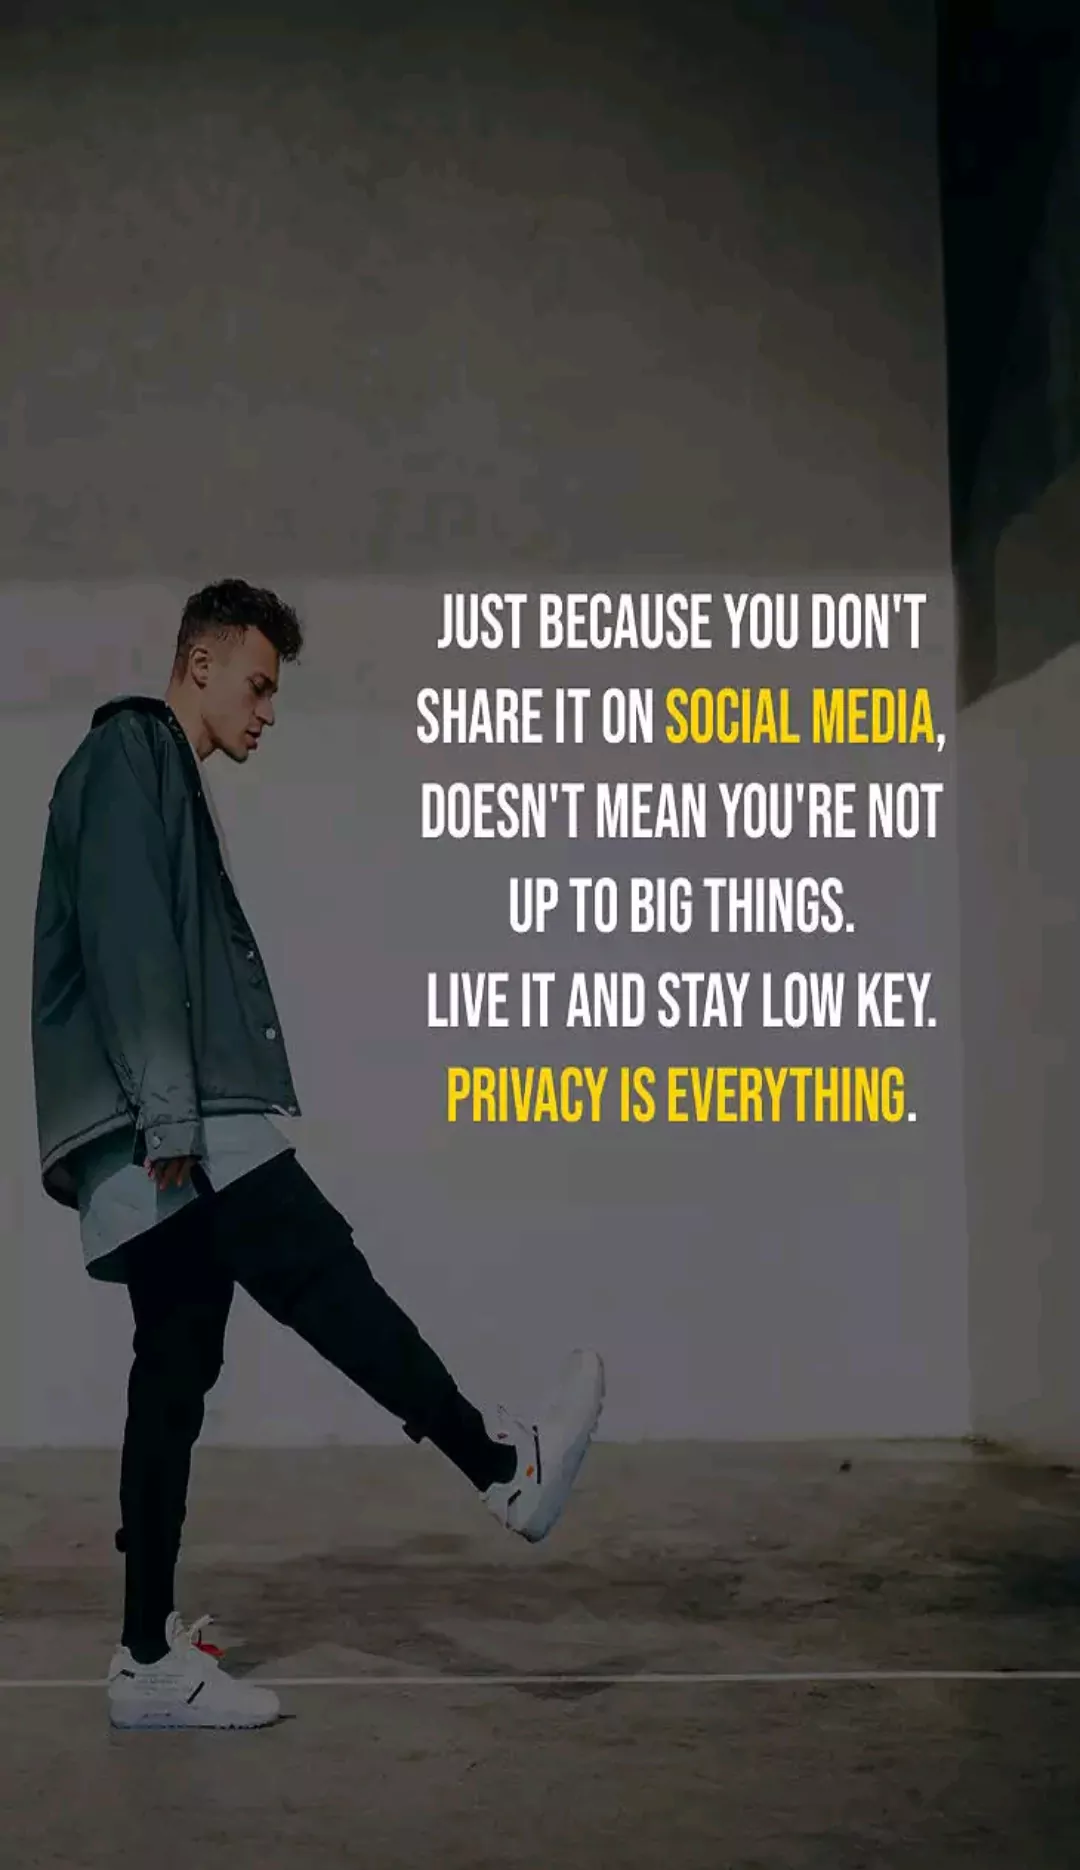 JUST BECAUSE YOU DON'T
SHARE IT ON SOCIAL MEDIA,
DOESN'T MEAN YOU'RE NOT
UP TO BIG THINGS.
LIVE IT AND STAY LOW KEY.
PRIVACY IS EVERYTHING.